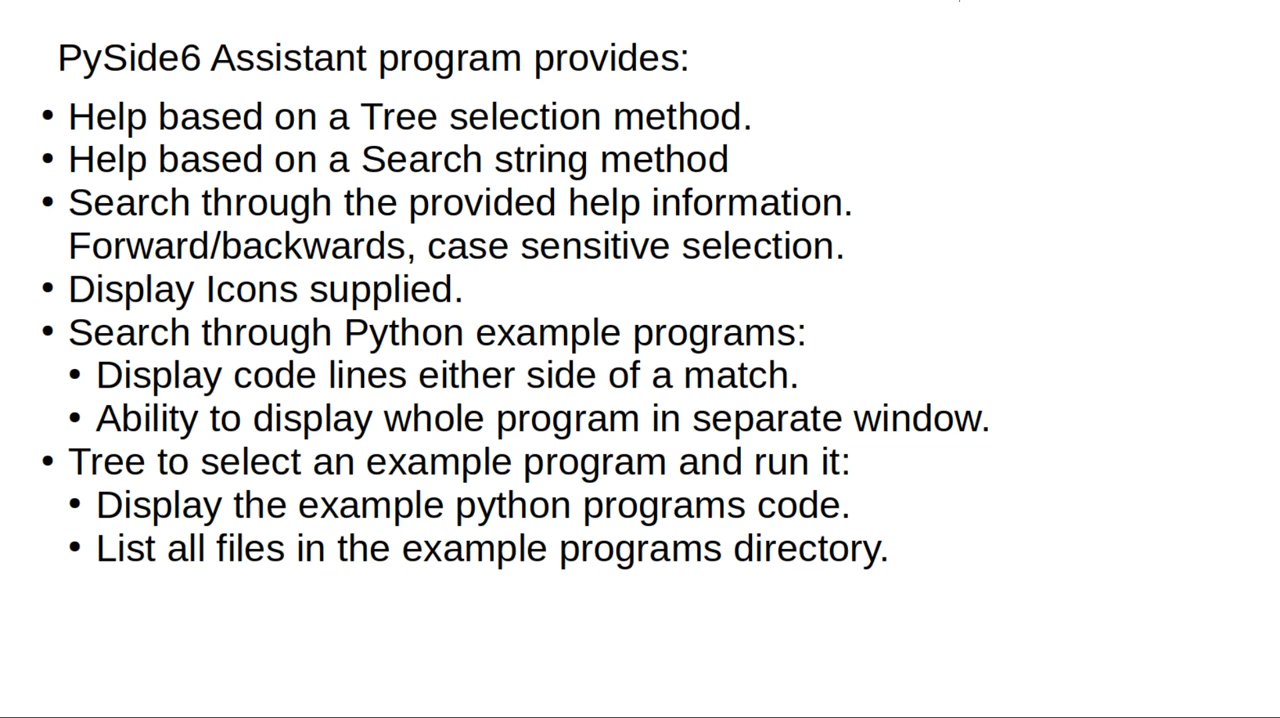 PySide6 Assistant program provides:
• Help based on a Tree selection method.
• Help based on a Search string method
• Search through the provided help information.
Forward/backwards, case sensitive selection.
• Display Icons supplied.
• Search through Python example programs:
• Display code lines either side of a match.
• Ability to display whole program in separate window.
• Tree to select an example program and run it:
• Display the example python programs code.
• List all files in the example programs directory.